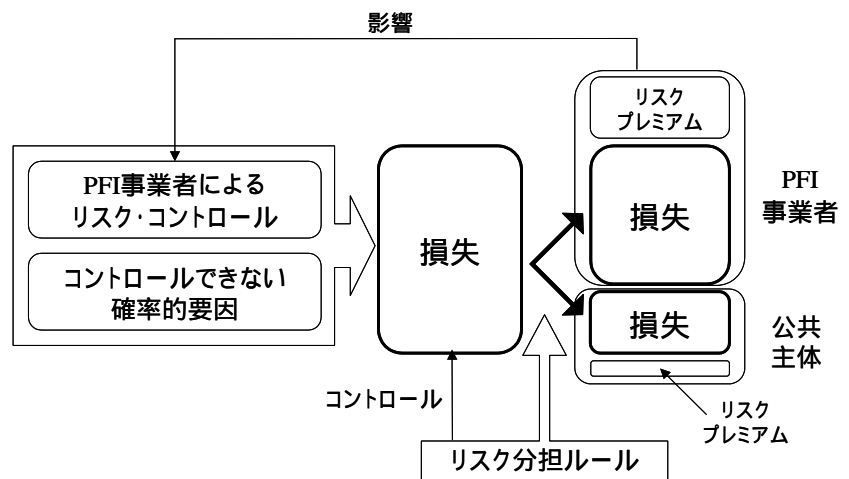 影響
PFI事業者による
リスク・コントロール
コントロールできない
確率的要因
損失
リスク
プレミアム
損失
PFI
事業者
損失
公共
主体
リスク
プレミアム
コントロール
リスク分担ルール